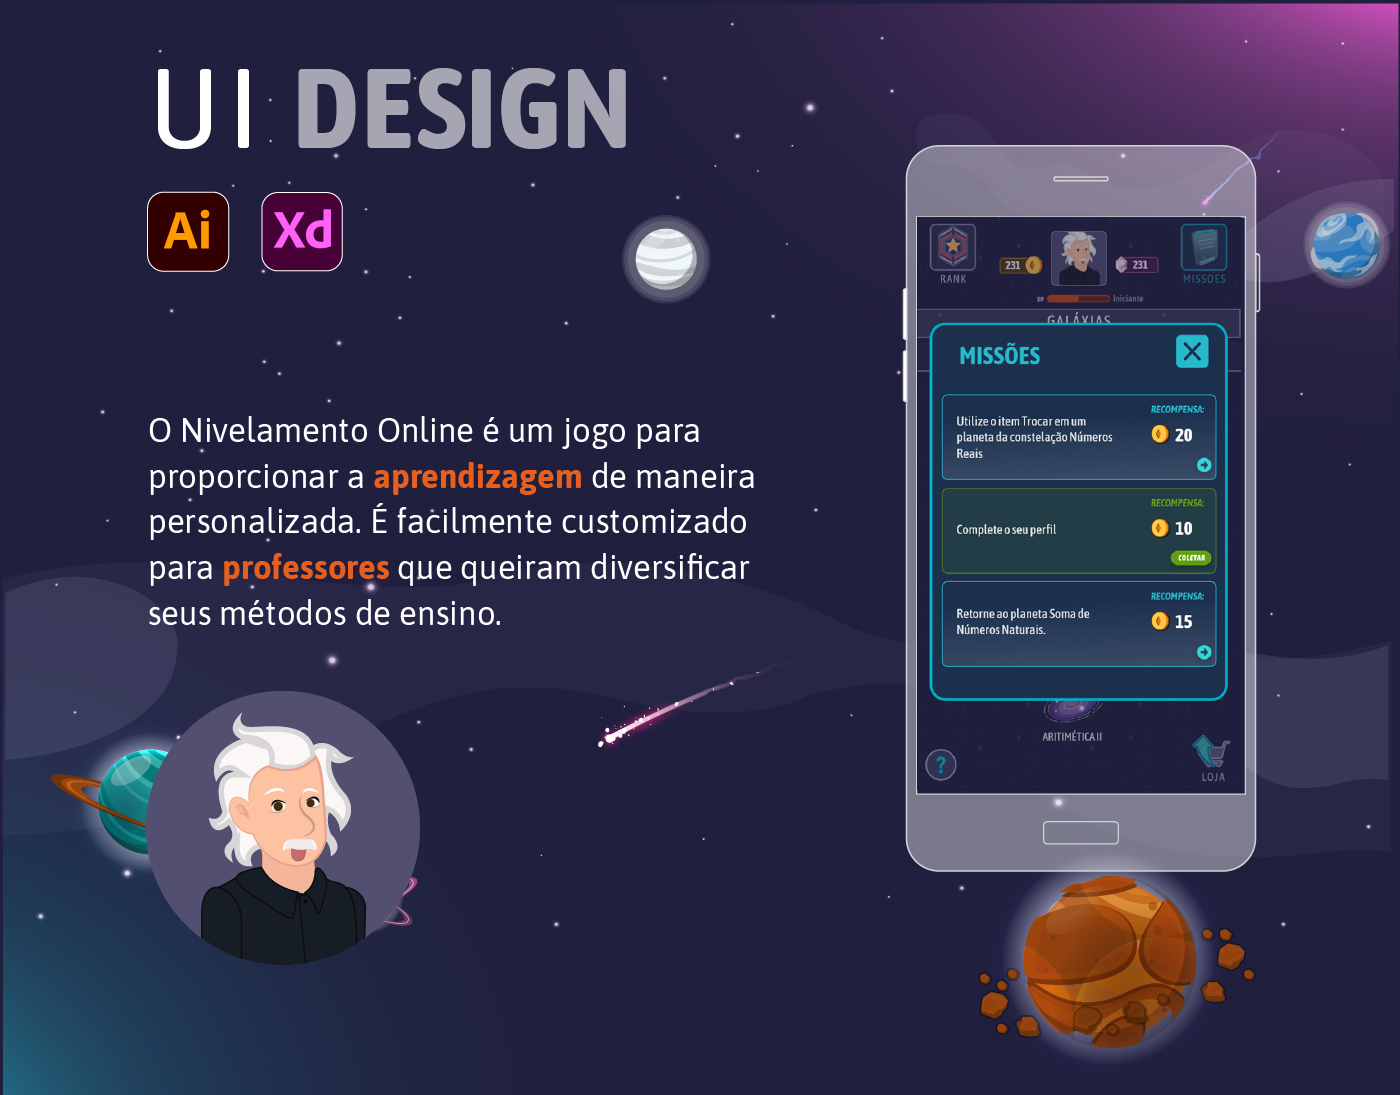 UI DESIGN
Ai
Xd
O Nivelamento Online é um jogo para
proporcionar a aprendizagem de maneira
personalizada. É facilmente customizado
para professores que queiram diversificar
seus métodos de ensino.
RANK
231
231
MISSOES
XP
Iniciante
GALÁXIAS
MISSÕES
RECOMPENSA:
Utilize o item Trocar em um
planeta da constelação Números
Reais
20
RECOMPENSA:
Complete o seu perfil
10
COLETAR
RECOMPENSA:
Retorne ao planeta Soma de
Números Naturais.
15
ARITIMÉTICA II
?
LOJA